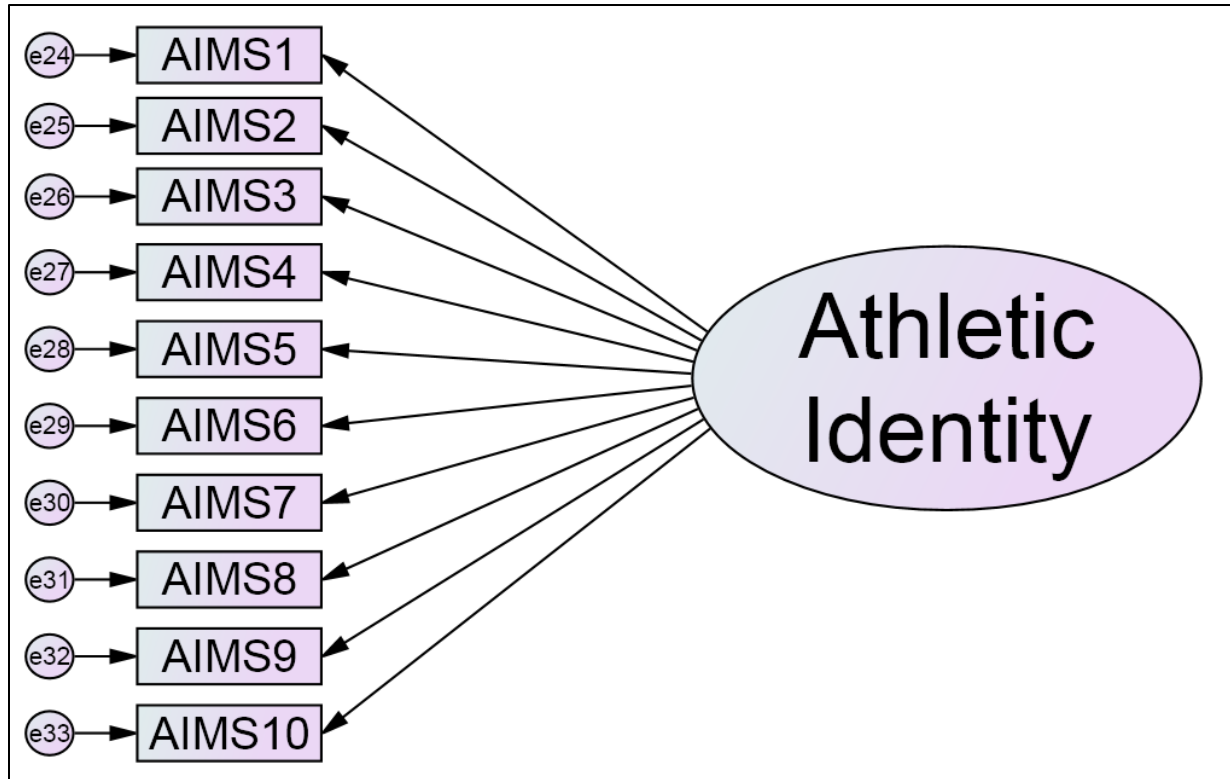 e24 AIMS1
e25 AIMS2
e26 AIMS3
e27 AIMS4
e28 AIMS5
e29 AIMS6
e30 AIMS7
e31 AIMS8
e32 AIMS9
e33 AIMS10
Athletic
Identity